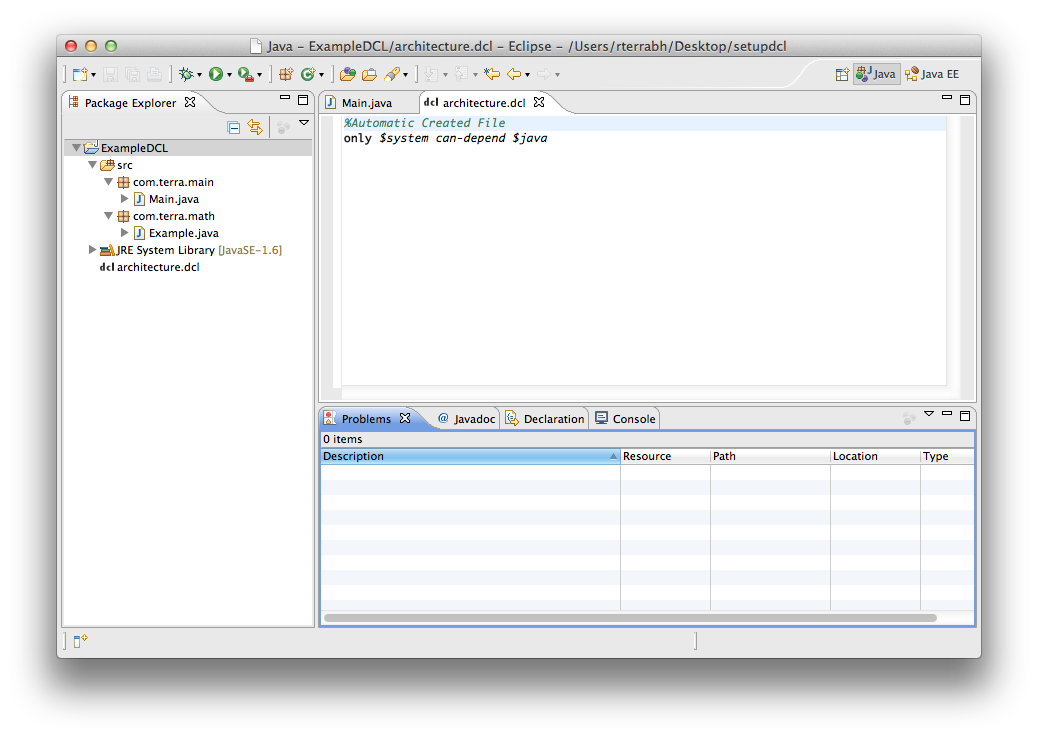 Java - ExampleDCL/architecture.dcl - Eclipse - /Users/rterrabh/Desktop/setupdcl
Java Java EE
Package Explorer
ExampleDCL
src
com.terra.main
Main.java
com.terra.math
Example.java
JRE System Library [JavaSE-1.6]
dcl architecture.dcl
Main.java dcl architecture.dcl
%Automatic Created File
only $system can-depend $java
Problems @ Javadoc Declaration Console
0 items
Description Resource Path Location Type